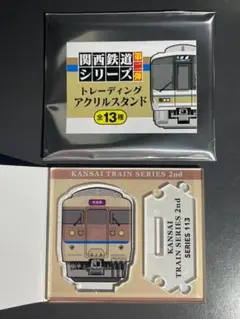 関西鉄道
シリーズ
第二弾
トレーディング
アクリルスタンド
全13種
KANSAI TRAIN SERIES 2nd
KANSAI
TRAIN SERIES 2nd
SERIES 113